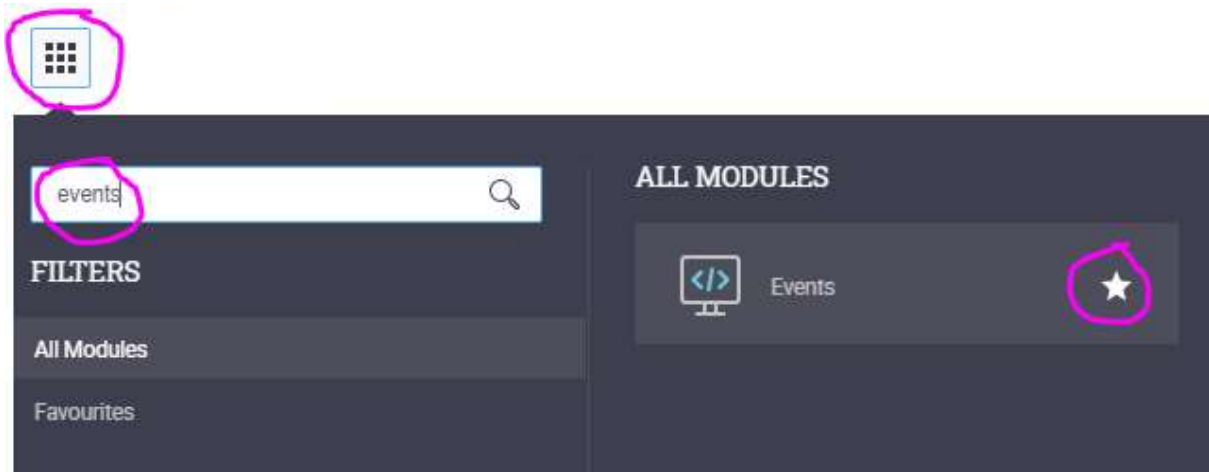 events
FILTERS
All Modules
Favourites
ALL MODULES
</> Events